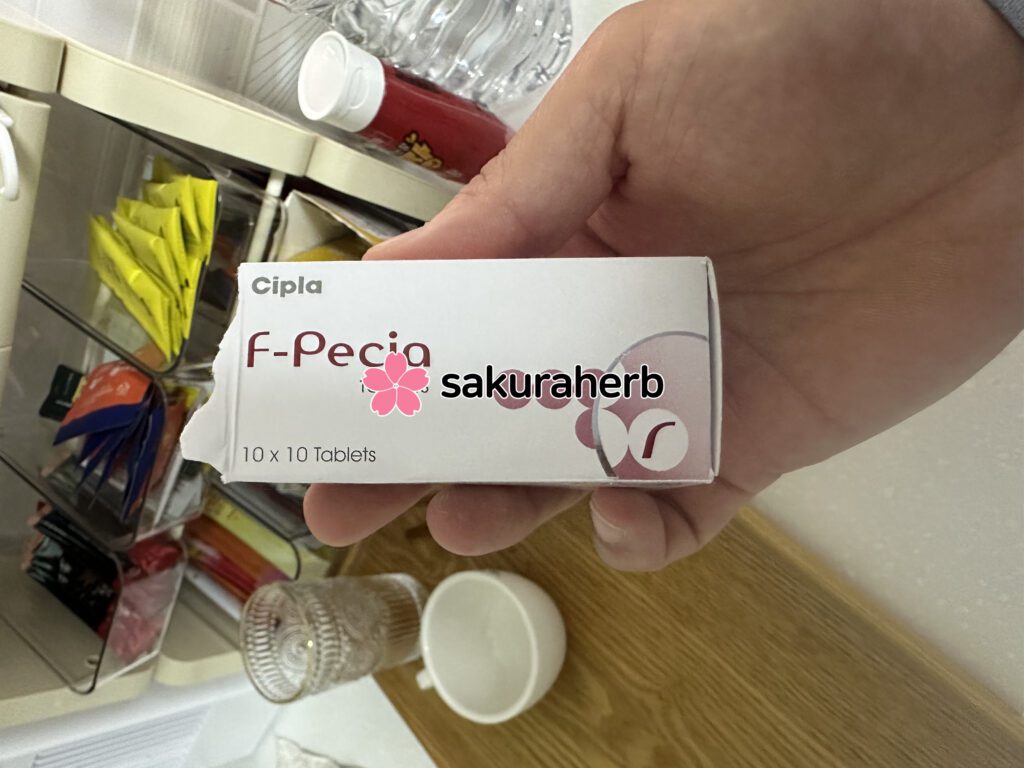 Cipla
F-Pecia
sakuraherb
10 x 10 Tablets